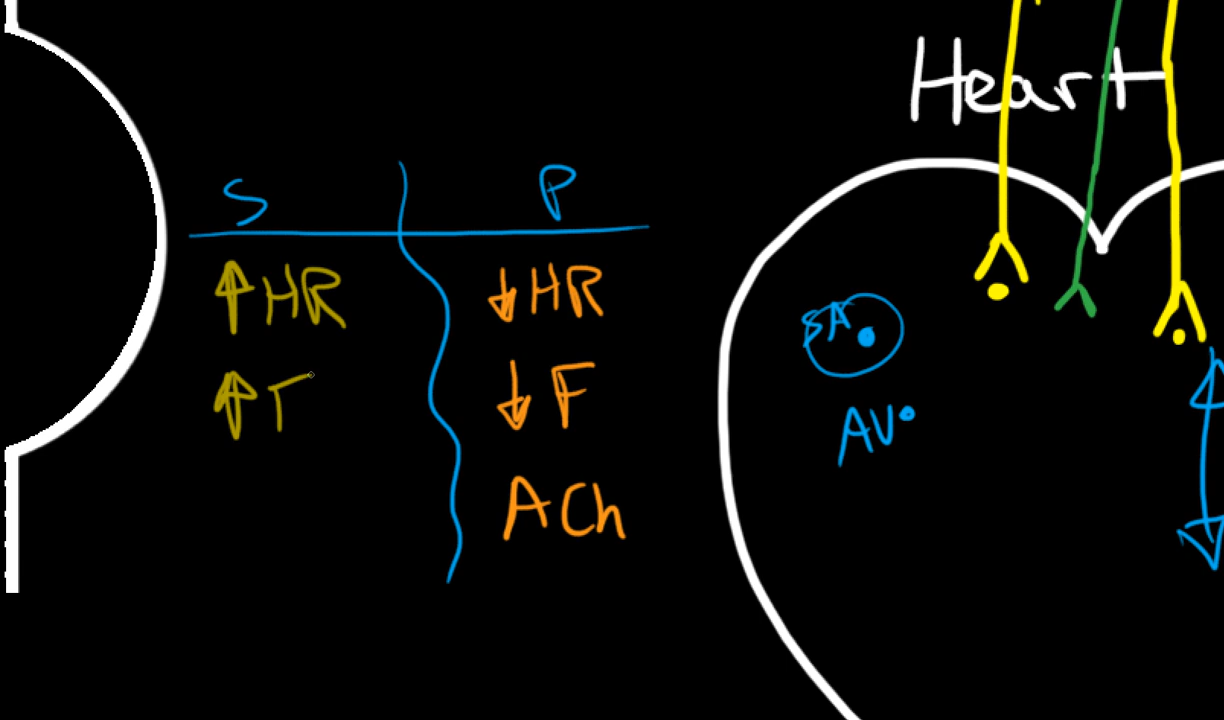 Heart
S P
↑HR ↓HR
↑ ↓F
ACh
SA
AV